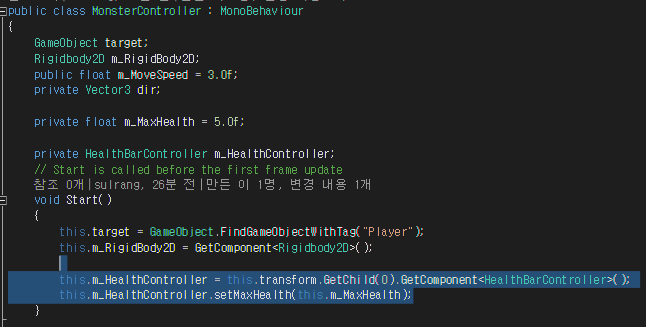 public class MonsterController : MonoBehaviour
{
GameObject target;
Rigidbody2D m_RigidBody2D;
public float m_MoveSpeed = 3.0f;
private Vector3 dir;
private float m_MaxHealth = 5.0f;
private HealthBarController m_HealthController;
// Start is called before the first frame update
참조 0개|sulrang, 26분 전|만든 이 1명, 변경 내용 1개
void Start()
{
this.target = GameObject.FindGameObjectWithTag("Player");
this.m_RigidBody2D = GetComponent<Rigidbody2D>();
this.m_HealthController = this.transform.GetChild(0).GetComponent<HealthBarController>();
this.m_HealthController.setMaxHealth(this.m_MaxHealth);
}